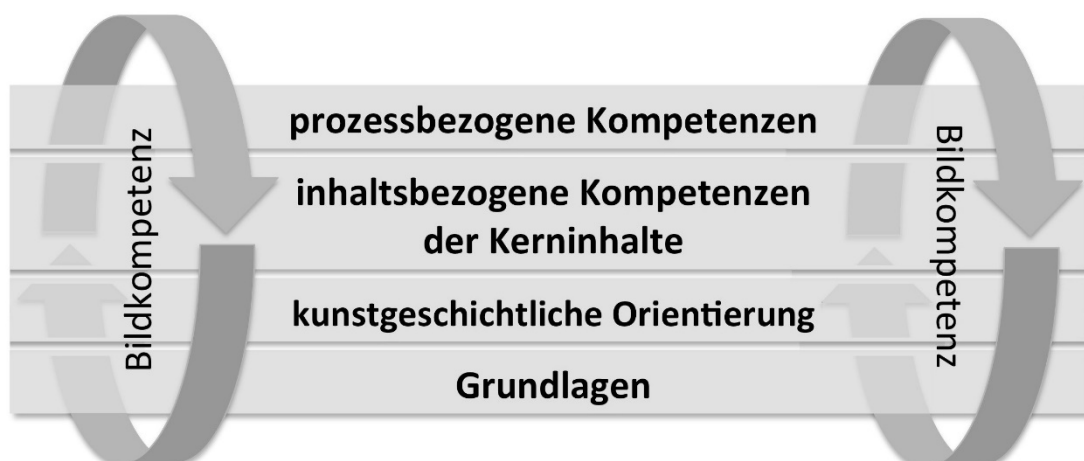 Bildkompetenz
prozessbezogene Kompetenzen
inhaltsbezogene Kompetenzen
der Kerninhalte
kunstgeschichtliche Orientierung
Grundlagen
Bildkompetenz